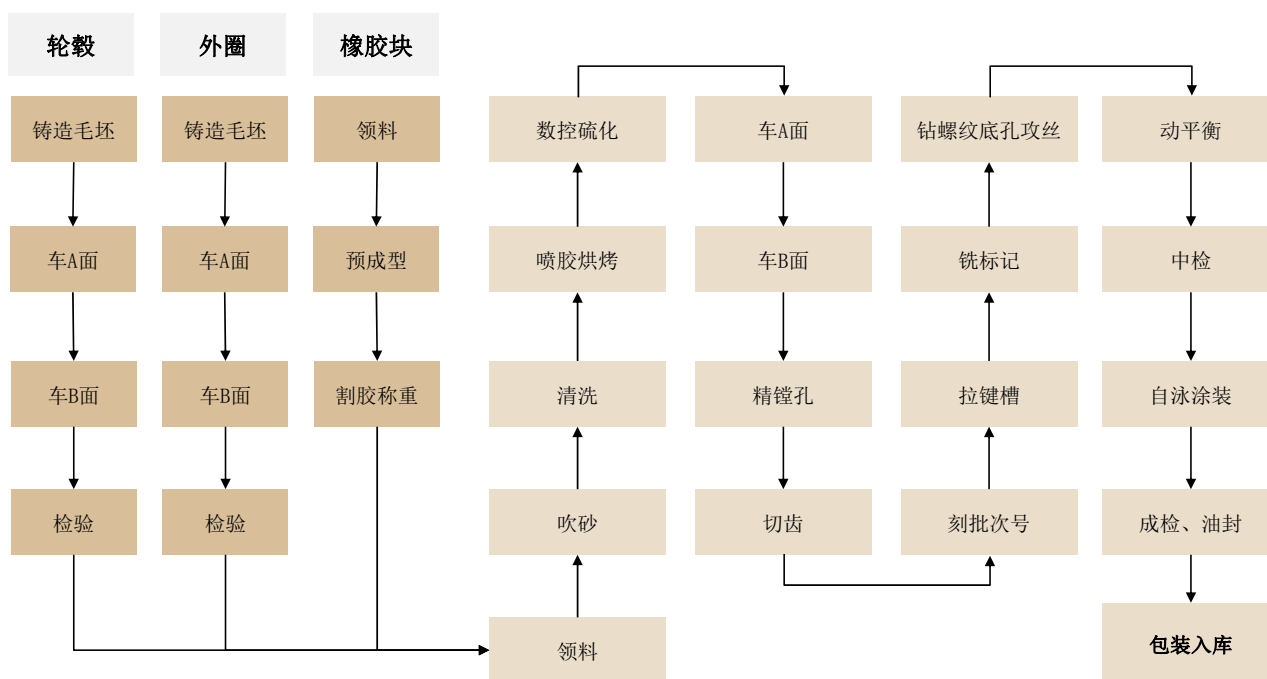 轮毂
外圈
橡胶块
铸造毛坯
车A面
车B面
检验
铸造毛坯
车A面
车B面
检验
领料
预成型
割胶称重
领料
吹砂
清洗
喷胶烘烤
数控硫化
车A面
车B面
精镗孔
切齿
刻批次号
拉键槽
铣标记
钻螺纹底孔攻丝
动平衡
中检
自泳涂装
成检、油封
包装入库